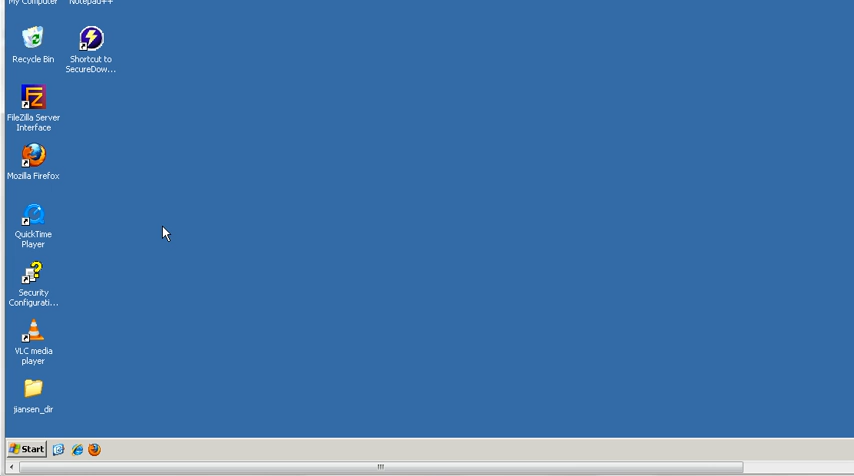 My Computer
Notepad++
Recycle Bin
Shortcut to
SecureDow...
FileZilla Server
Interface
Mozilla Firefox
QuickTime
Player
Security
Configurati...
VLC media
player
jiansen_dir
Start